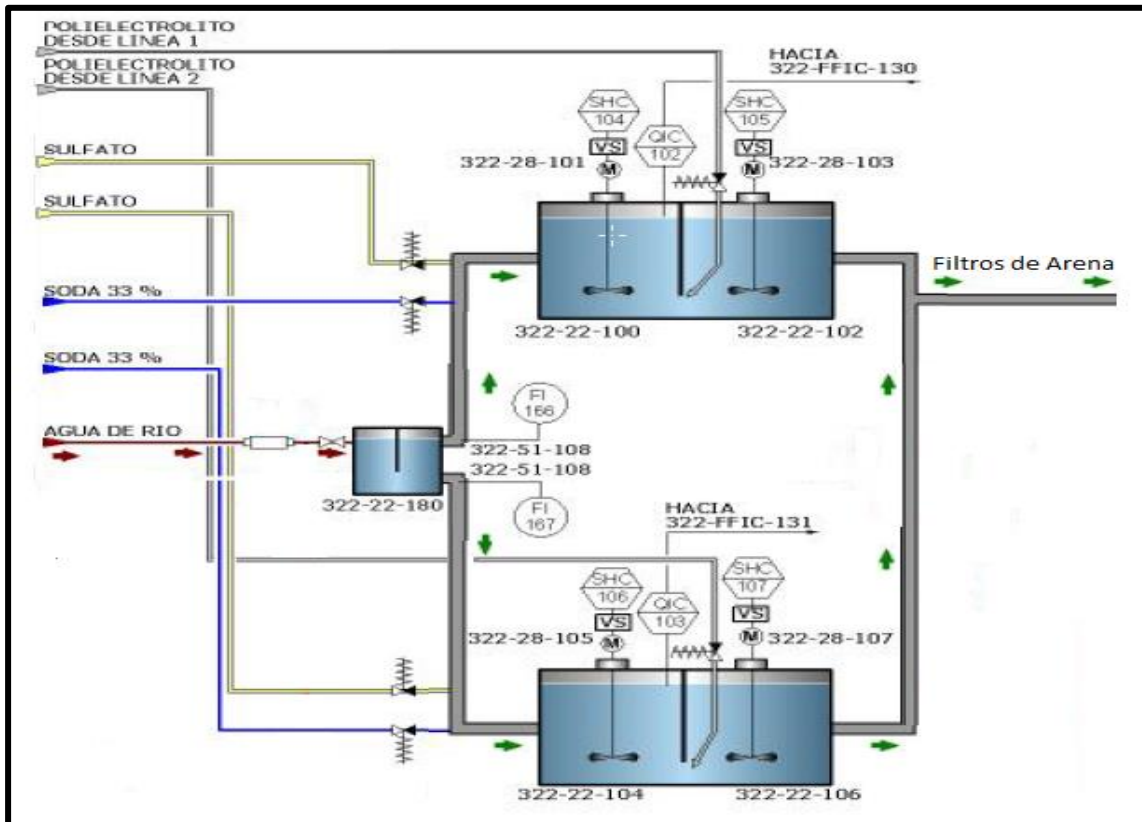 POLIELECTROLITO
DESDE LINEA 1
POLIELECTROLITO
DESDE LINEA 2
SULFATO
SULFATO
SODA 33 %
SODA 33 %
AGUA DE RIO
HACIA
322-FFIC-130
SHC
104
SHC
105
QIC
102
VS
VS
322-28-101
M
M
322-28-103
322-22-100
322-22-102
Filtros de Arena
FI
166
322-51-108
322-51-108
322-22-180
FI
167
HACIA
322-FFIC-131
SHC
106
SHC
107
QIC
103
VS
VS
322-28-105
M
M
322-28-107
322-22-104
322-22-106